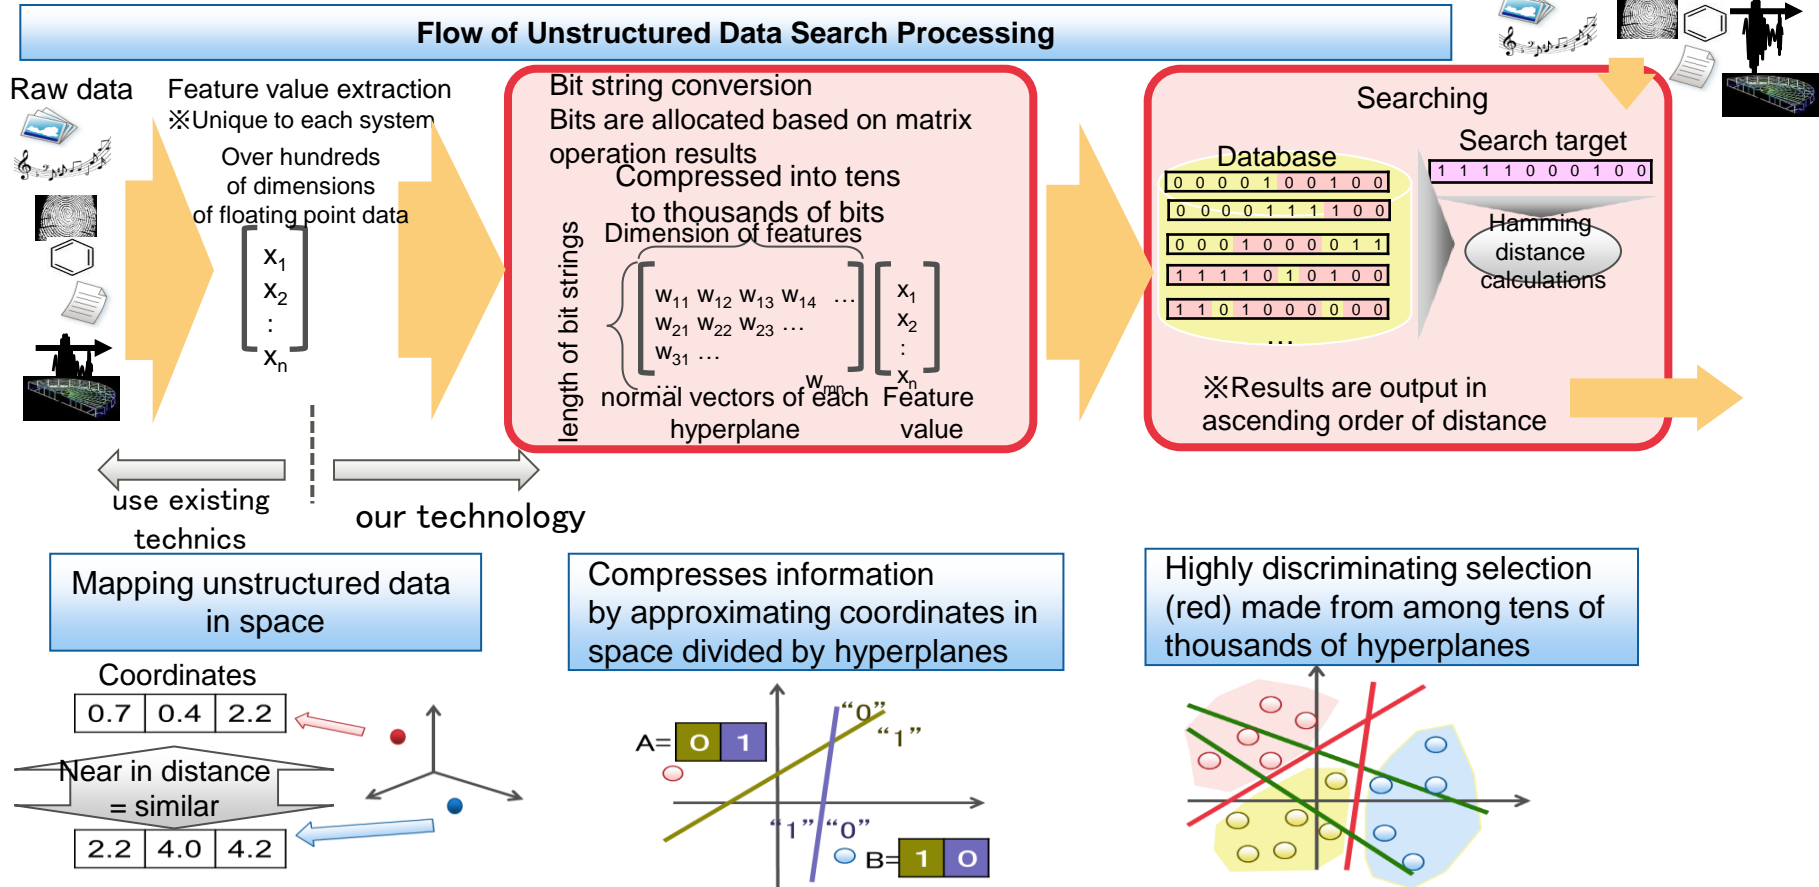 Flow of Unstructured Data Search Processing
Raw data
Feature value extraction
※Unique to each system
Over hundreds
of dimensions
of floating point data
x1
x2
:
xn
Bit string conversion
Bits are allocated based on matrix
operation results
Compressed into tens
to thousands of bits
Dimension of features
length of bit strings
w11 w12 w13 w14 …
w21 w22 w23 …
w31 …
… wmn
x1
x2
:
xn
normal vectors of each
hyperplane
Feature
value
Searching
Database
0 0 0 0 1 0 0 1 0 0
0 0 0 0 1 1 1 1 0 0
0 0 0 1 0 0 0 0 1 1
1 1 1 1 0 1 0 1 0 0
1 1 0 1 0 0 0 0 0 0
…
Search target
1 1 1 1 0 0 0 1 0 0
Hamming
distance
calculations
※Results are output in
ascending order of distance
use existing
technics
our technology
Mapping unstructured data
in space
Coordinates
0.7 0.4 2.2
Near in distance
= similar
2.2 4.0 4.2
Compresses information
by approximating coordinates in
space divided by hyperplanes
A= 0 1
“0”
“1”
“1” “0”
B= 1 0
Highly discriminating selection
(red) made from among tens of
thousands of hyperplanes